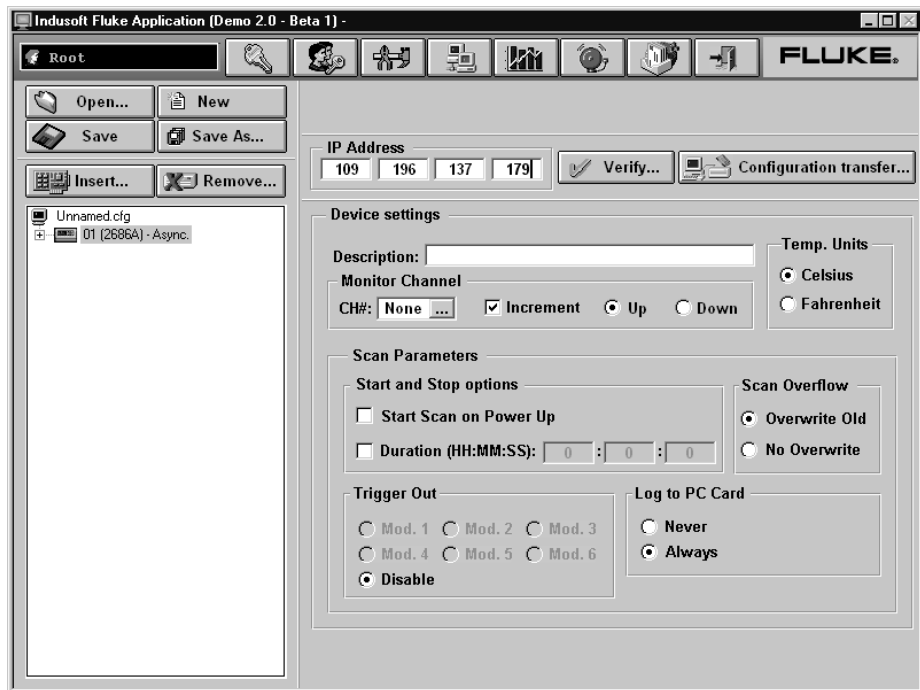 Indusoft Fluke Application (Demo 2.0 - Beta 1) -
Root
FLUKE®
Open...
New
Save
Save As...
Insert...
Remove...
Unnamed.cfg
01 (2686A) - Async.
IP Address
109 196 137 179
Verify...
Configuration transfer...
Device settings
Description:
Temp. Units
Celsius
Fahrenheit
Monitor Channel
CH#: None ... Increment Up Down
Scan Parameters
Start and Stop options
Start Scan on Power Up
Duration (HH:MM:SS): 0 : 0 : 0
Scan Overflow
Overwrite Old
No Overwrite
Trigger Out
Mod. 1 Mod. 2 Mod. 3
Mod. 4 Mod. 5 Mod. 6
Disable
Log to PC Card
Never
Always